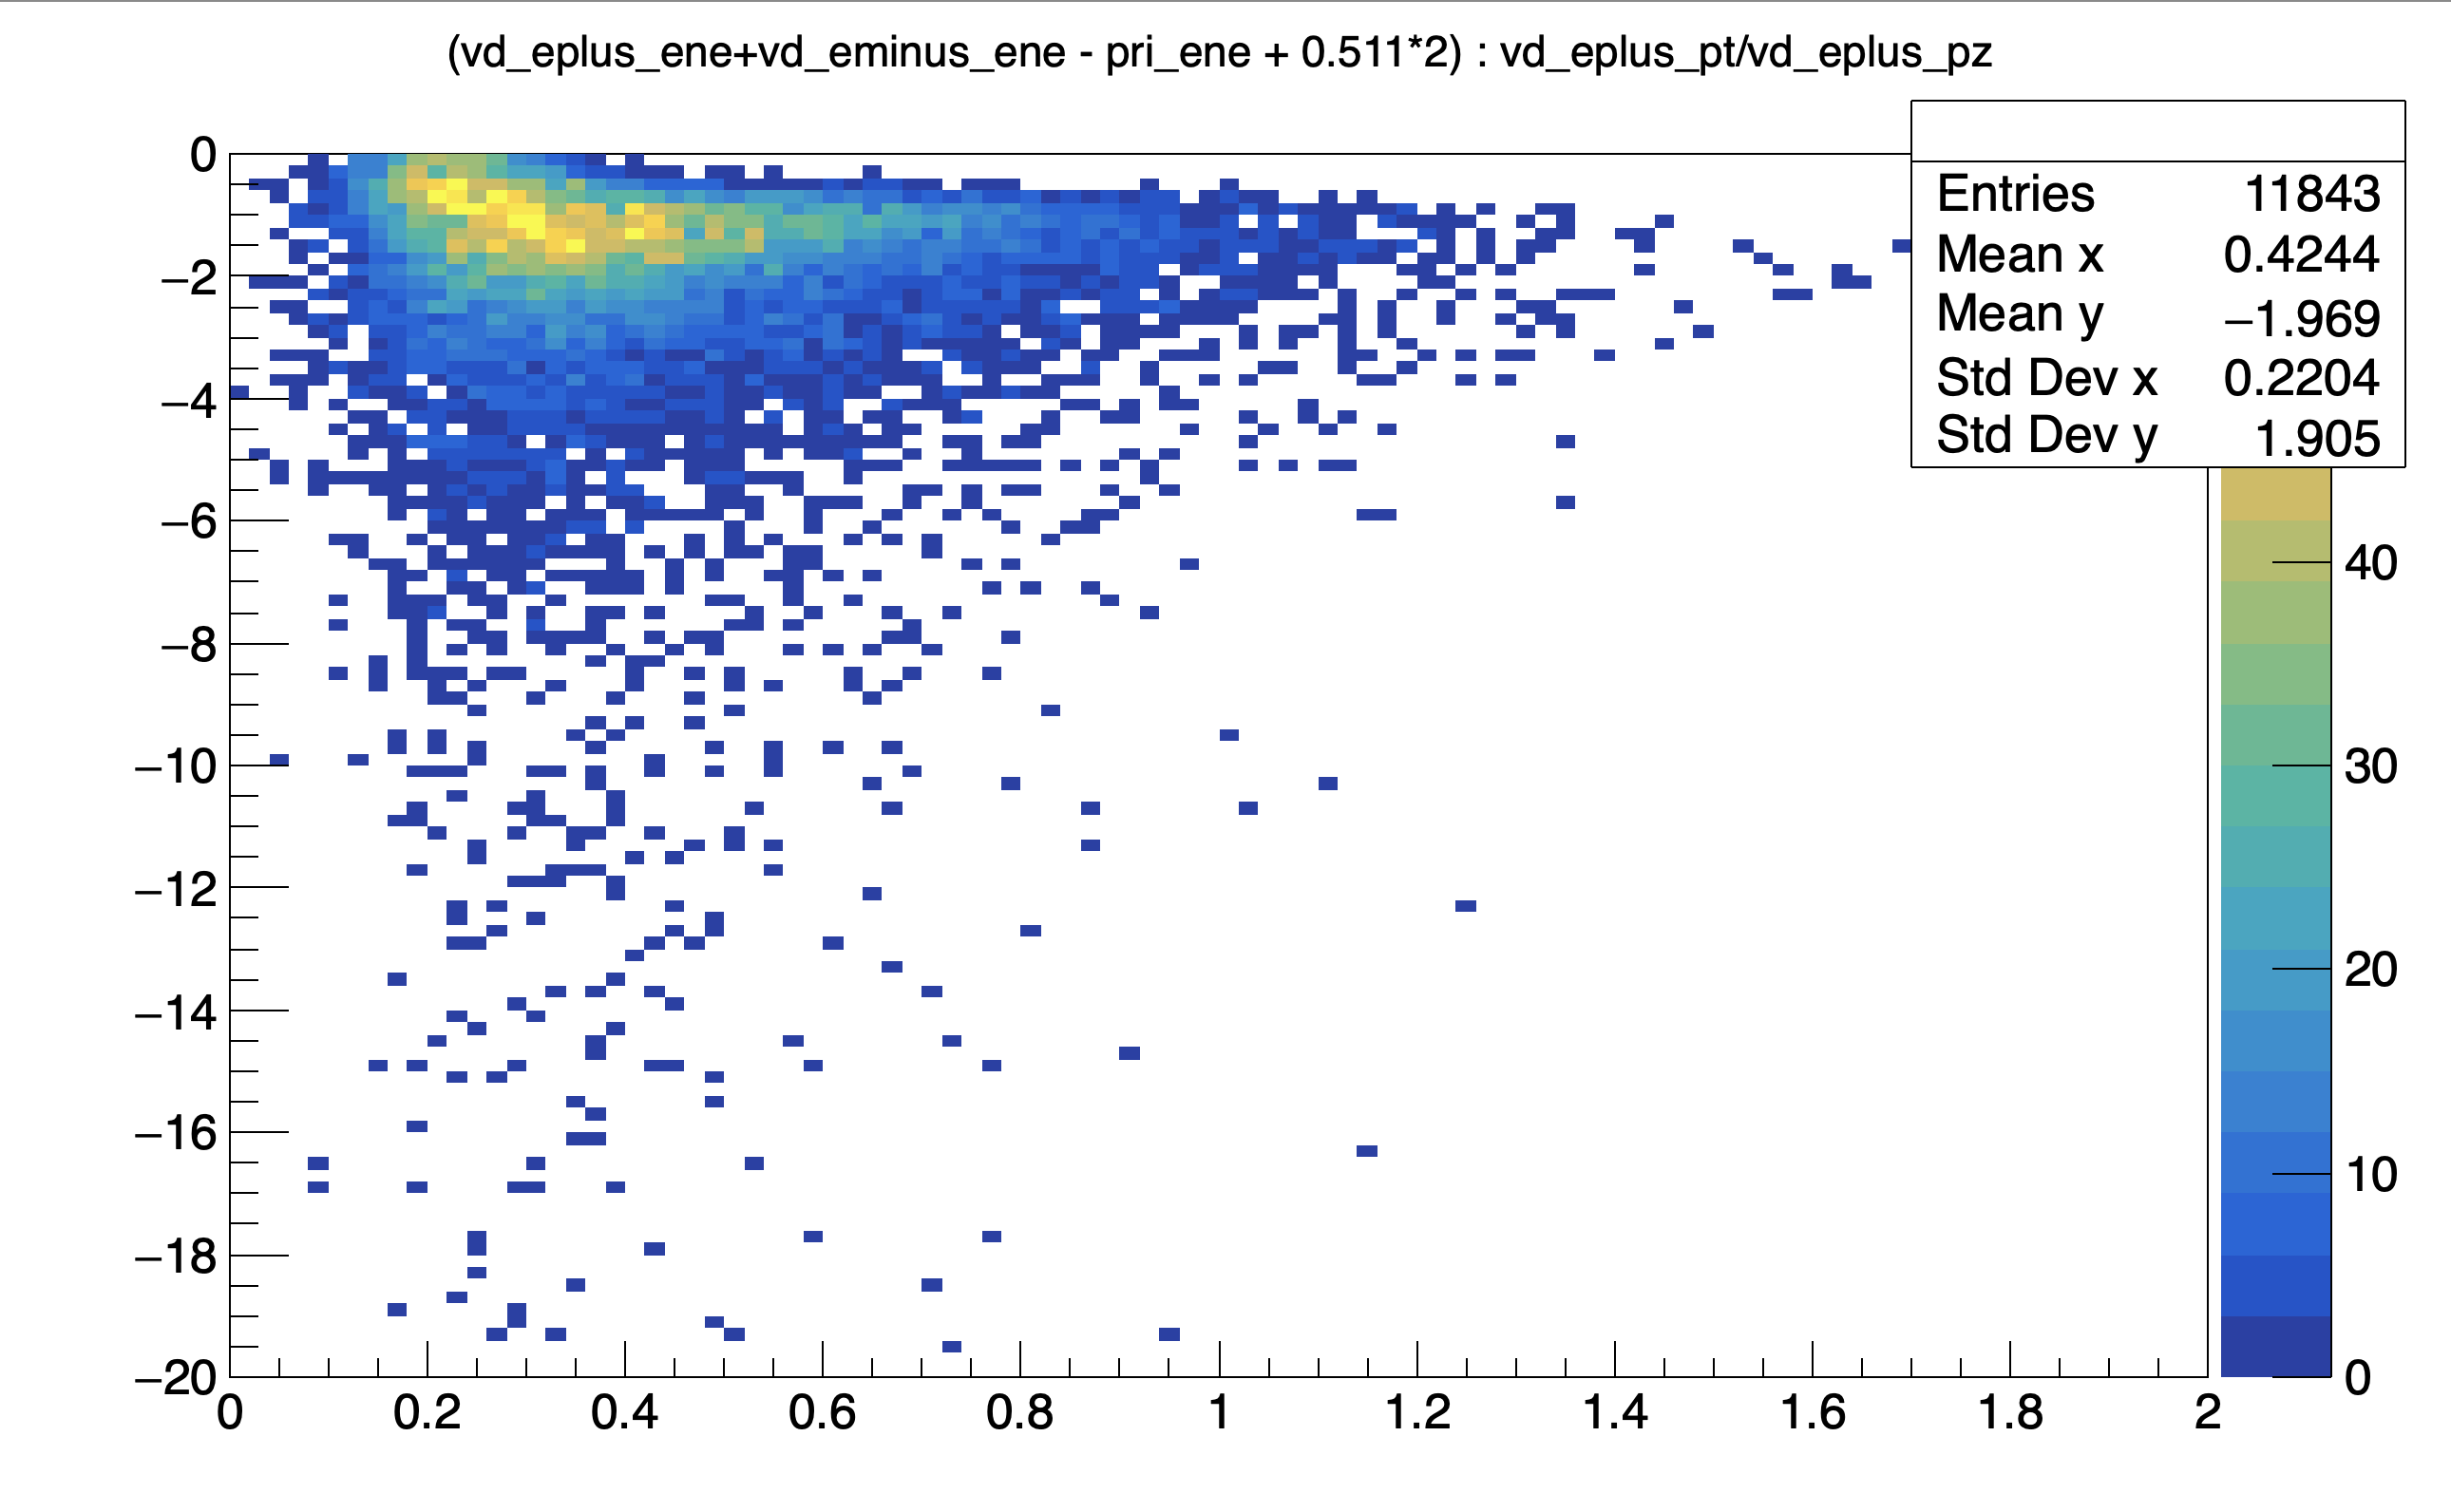 (vd_eplus_ene+vd_eminus_ene - pri_ene + 0.511*2) : vd_eplus_pt/vd_eplus_pz
Entries 11843
Mean x 0.4244
Mean y −1.969
Std Dev x 0.2204
Std Dev y 1.905
0
−2
−4
−6
−8
−10
−12
−14
−16
−18
−20
40
30
20
10
0
0 0.2 0.4 0.6 0.8 1 1.2 1.4 1.6 1.8 2